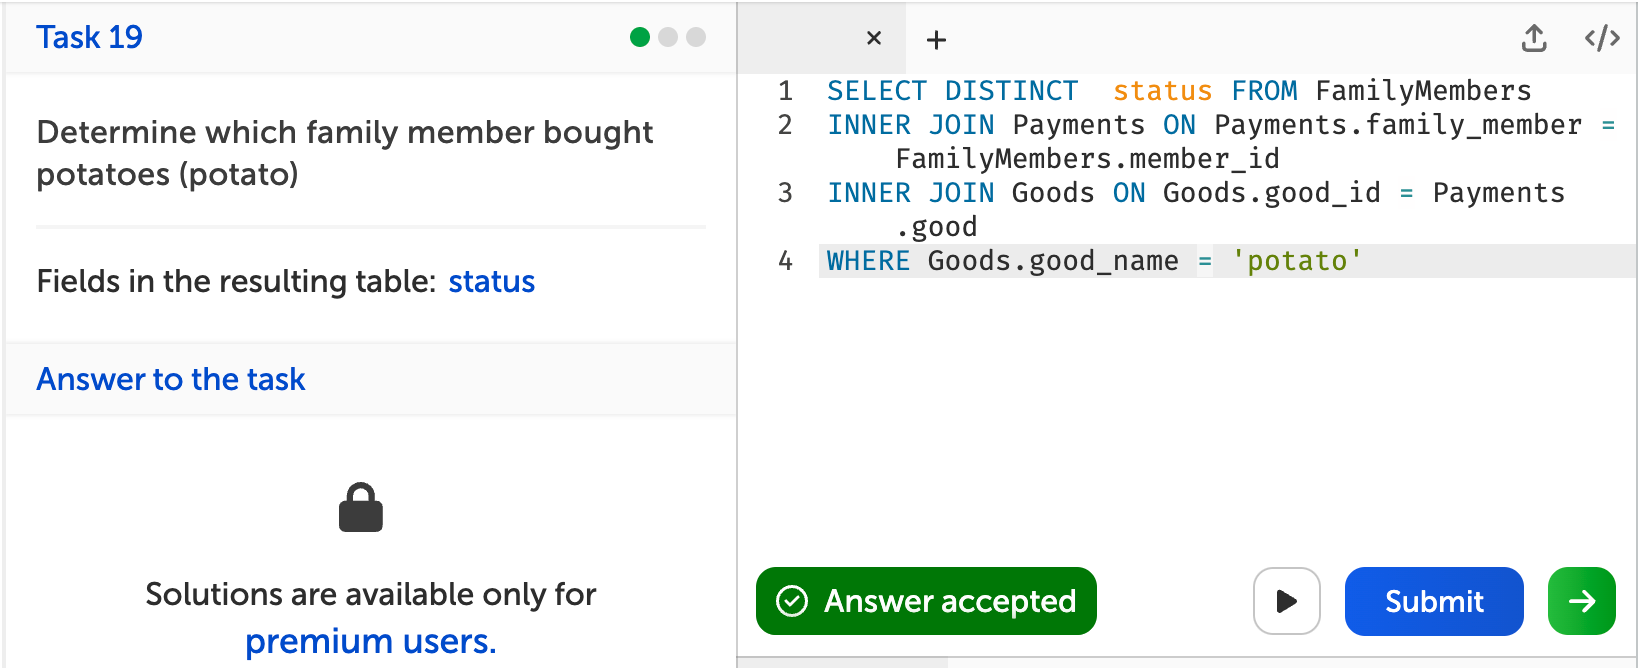 Task 19
Determine which family member bought
potatoes (potato)
Fields in the resulting table: status
Answer to the task
Solutions are available only for
premium users.
× +
</>
1 SELECT DISTINCT  status FROM FamilyMembers
2 INNER JOIN Payments ON Payments.family_member =
FamilyMembers.member_id
3 INNER JOIN Goods ON Goods.good_id = Payments
.good
4 WHERE Goods.good_name = 'potato'
Answer accepted
Submit